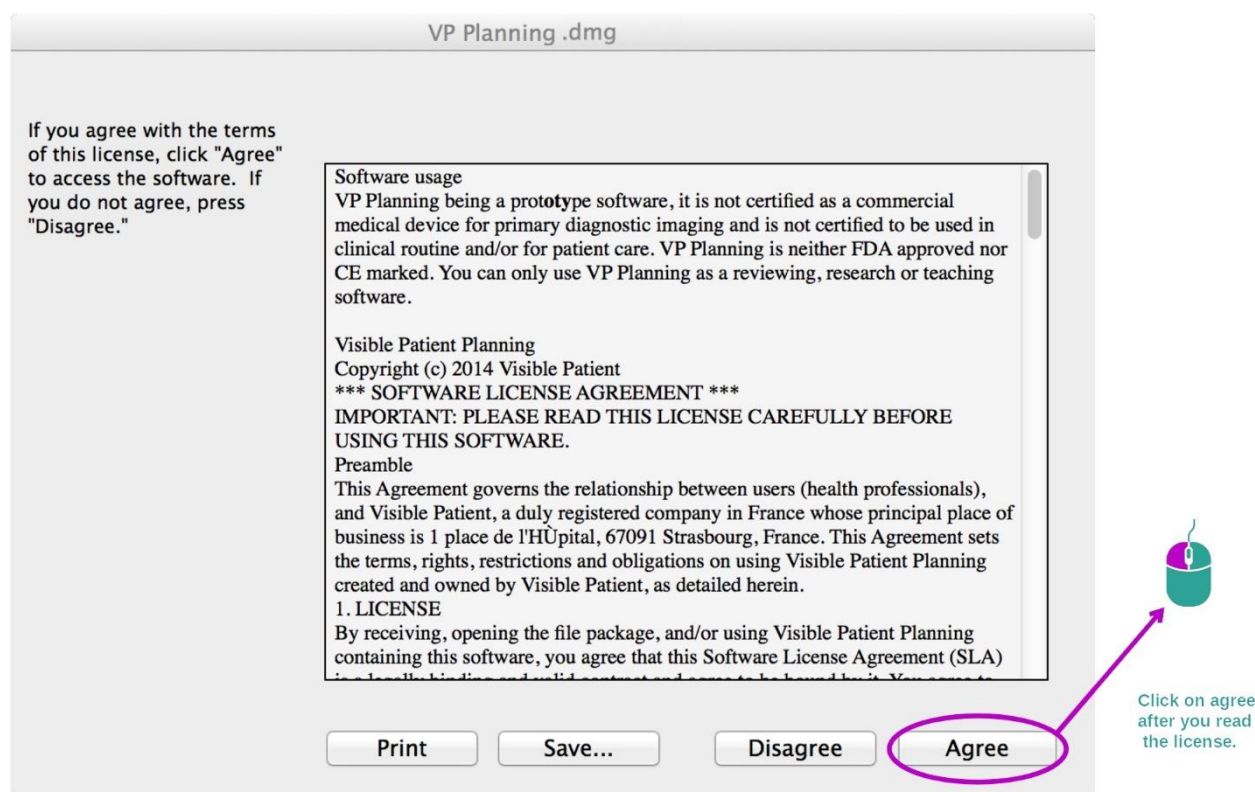 VP Planning .dmg
If you agree with the terms
of this license, click "Agree"
to access the software.  If
you do not agree, press
"Disagree."
Software usage
VP Planning being a prototype software, it is not certified as a commercial
medical device for primary diagnostic imaging and is not certified to be used in
clinical routine and/or for patient care. VP Planning is neither FDA approved nor
CE marked. You can only use VP Planning as a reviewing, research or teaching
software.
Visible Patient Planning
Copyright (c) 2014 Visible Patient
*** SOFTWARE LICENSE AGREEMENT ***
IMPORTANT: PLEASE READ THIS LICENSE CAREFULLY BEFORE
USING THIS SOFTWARE.
Preamble
This Agreement governs the relationship between users (health professionals),
and Visible Patient, a duly registered company in France whose principal place of
business is 1 place de l'HÙpital, 67091 Strasbourg, France. This Agreement sets
the terms, rights, restrictions and obligations on using Visible Patient Planning
created and owned by Visible Patient, as detailed herein.
1. LICENSE
By receiving, opening the file package, and/or using Visible Patient Planning
containing this software, you agree that this Software License Agreement (SLA)
Print
Save...
Disagree
Agree
Click on agree
after you read
the license.